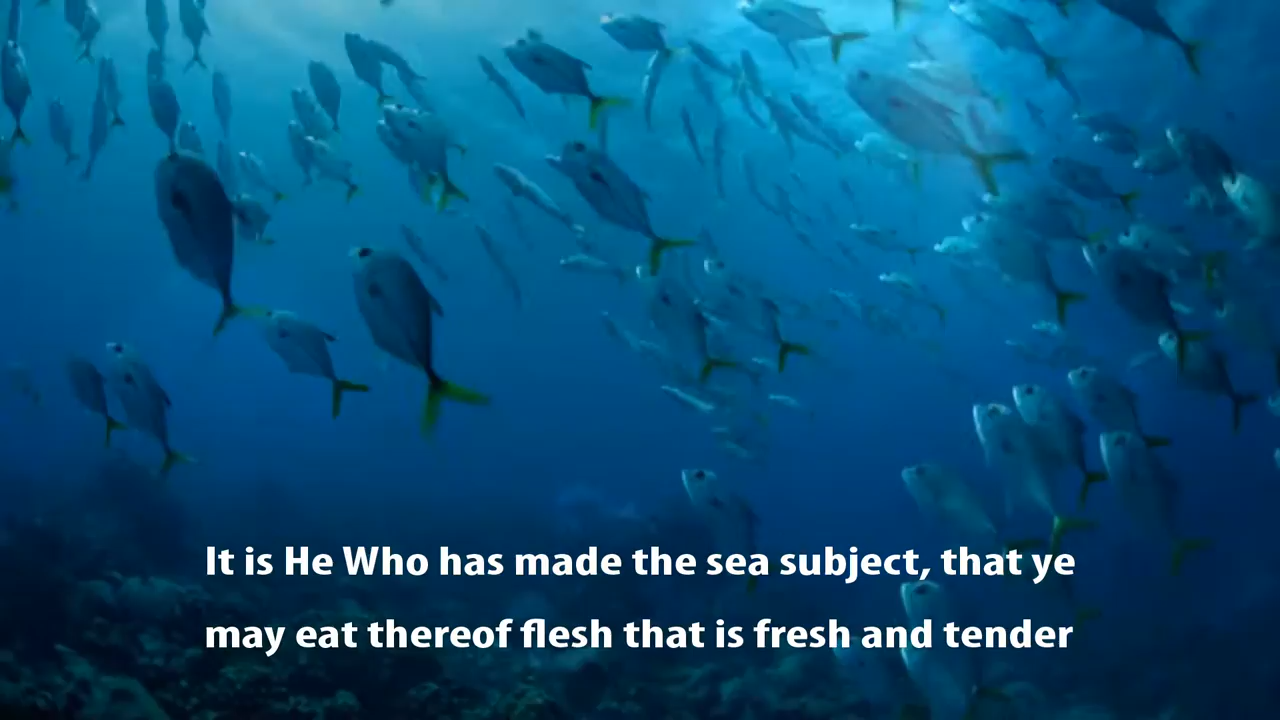 It is He Who has made the sea subject, that ye
may eat thereof flesh that is fresh and tender